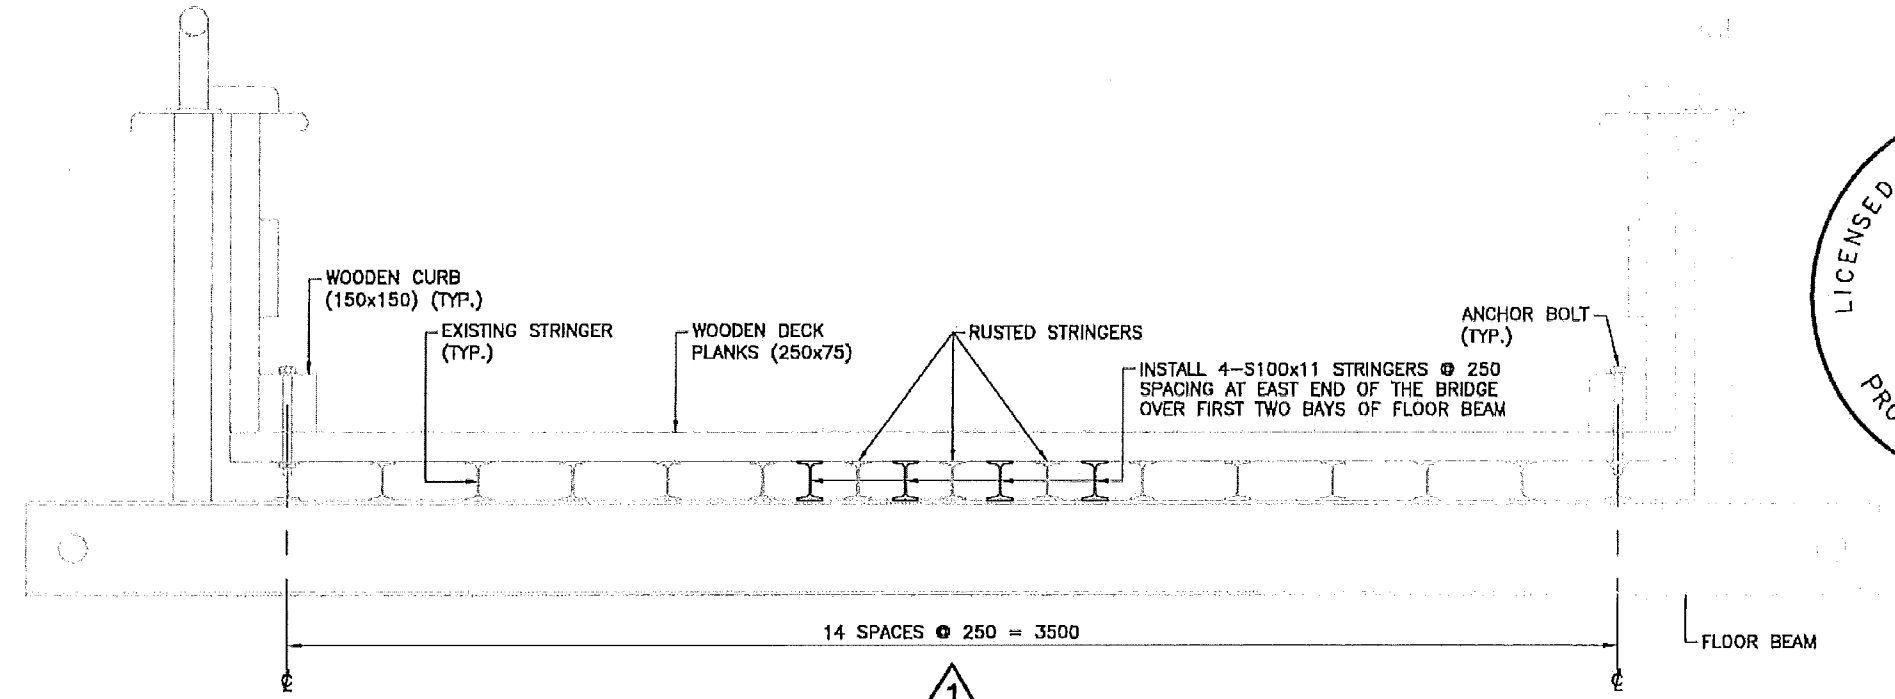 WOODEN CURB
(150x150) (TYP.)
EXISTING STRINGER
(TYP.)
WOODEN DECK
PLANKS (250x75)
RUSTED STRINGERS
ANCHOR BOLT
(TYP.)
INSTALL 4-S100x11 STRINGERS @ 250
SPACING AT EAST END OF THE BRIDGE
OVER FIRST TWO BAYS OF FLOOR BEAM
LICENSED
PRO
14 SPACES @ 250 = 3500
FLOOR BEAM
℄
1
℄